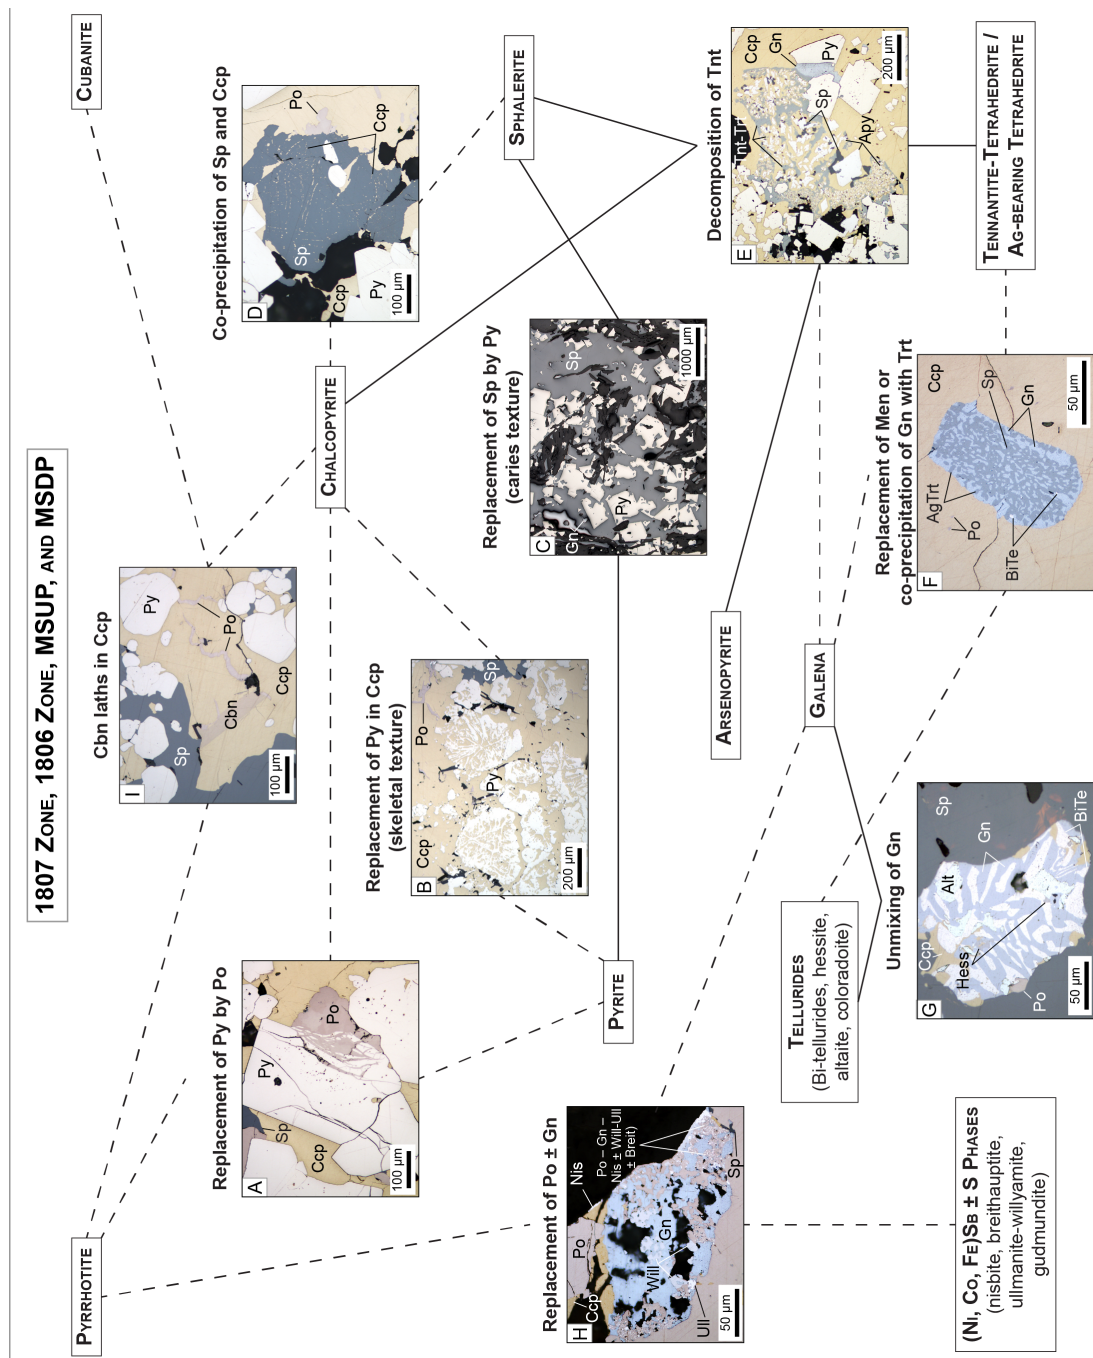 1807 Zone, 1806 Zone, MSUP, and MSDP
Pyrrhotite
Cubanite
Cbn laths in Ccp
I
Sp
Py
Po
Cbn
Ccp
100 µm
Replacement of Py by Po
A
Sp
Py
Po
Ccp
100 µm
Chalcopyrite
Co-precipitation of Sp and Ccp
D
Po
Ccp
Sp
Ccp
Py
100 µm
Replacement of Py in Ccp
(skeletal texture)
B
Ccp
Po
Py
Sp
200 µm
Sphalerite
Replacement of Sp by Py
(caries texture)
C
Gn
Py
Sp
1000 µm
Pyrite
Replacement of Po ± Gn
H
Ccp
Po
Nis
Po – Gn –
Nis ± Will-Ull
± Breit)
Will
Gn
Ull
Sp
50 µm
Arsenopyrite
Decomposition of Tnt
E
Tnt-Trt
Ccp
Gn
Sp
Py
Apy
200 µm
Galena
Tellurides
(Bi-tellurides, hessite,
altaite, coloradoite)
Unmixing of Gn
G
Ccp
Alt
Sp
Hess
Gn
Po
BiTe
50 µm
Replacement of Men or
co-precipitation of Gn with Trt
F
AgTrt
Ccp
Po
Sp
BiTe
Gn
50 µm
Tennantite-Tetrahedrite /
Ag-bearing Tetrahedrite
(Ni, Co, Fe)Sb ± S Phases
(nisbite, breithauptite,
ullmanite-willyamite,
gudmundite)